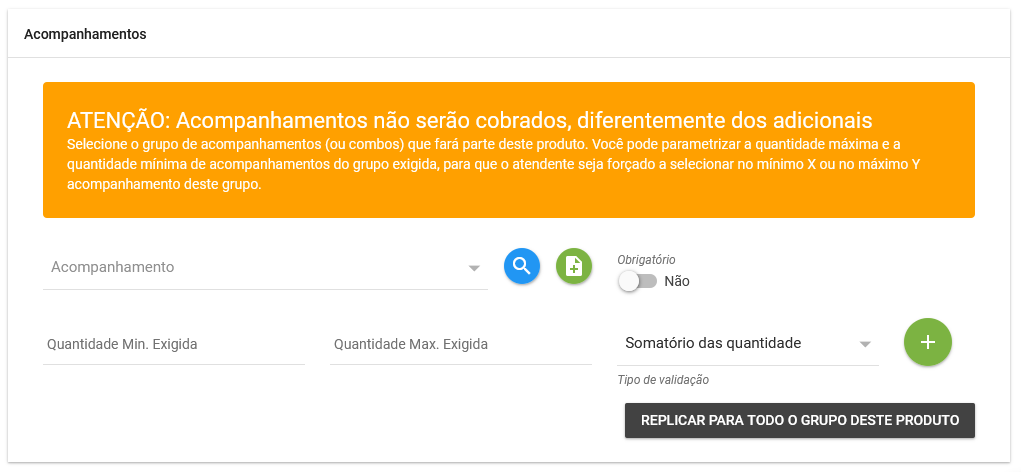 Acompanhamentos
ATENÇÃO: Acompanhamentos não serão cobrados, diferentemente dos adicionais
Selecione o grupo de acompanhamentos (ou combos) que fará parte deste produto. Você pode parametrizar a quantidade máxima e a
quantidade mínima de acompanhamentos do grupo exigida, para que o atendente seja forçado a selecionar no mínimo X ou no máximo Y
acompanhamento deste grupo.
Acompanhamento
Obrigatório
Não
Quantidade Min. Exigida
Quantidade Max. Exigida
Somatório das quantidade
Tipo de validação
REPLICAR PARA TODO O GRUPO DESTE PRODUTO